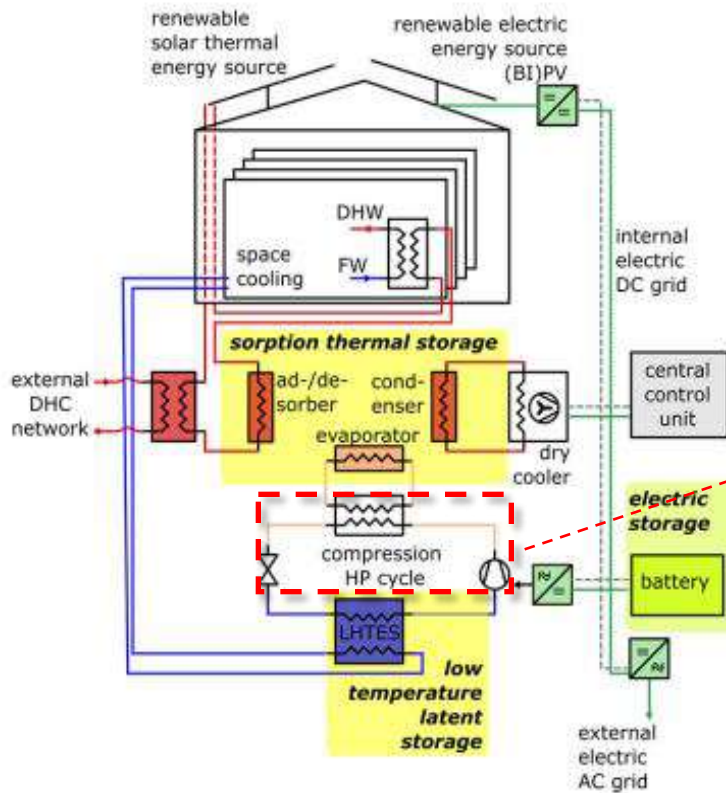 renewable
solar thermal
energy source
renewable electric
energy source
(BI)PV
DHW
FW
space
cooling
internal
electric
DC grid
sorption thermal storage
external
DHC
network
ad-/de-
sorber
cond-
enser
evaporator
dry
cooler
central
control
unit
compression
HP cycle
electric
storage
battery
LHTES
low
temperature
latent
storage
external
electric
AC grid